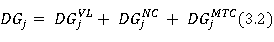 DG_j = DG_j^{VL} + DG_j^{NC} + DG_j^{MTC}(3.2)